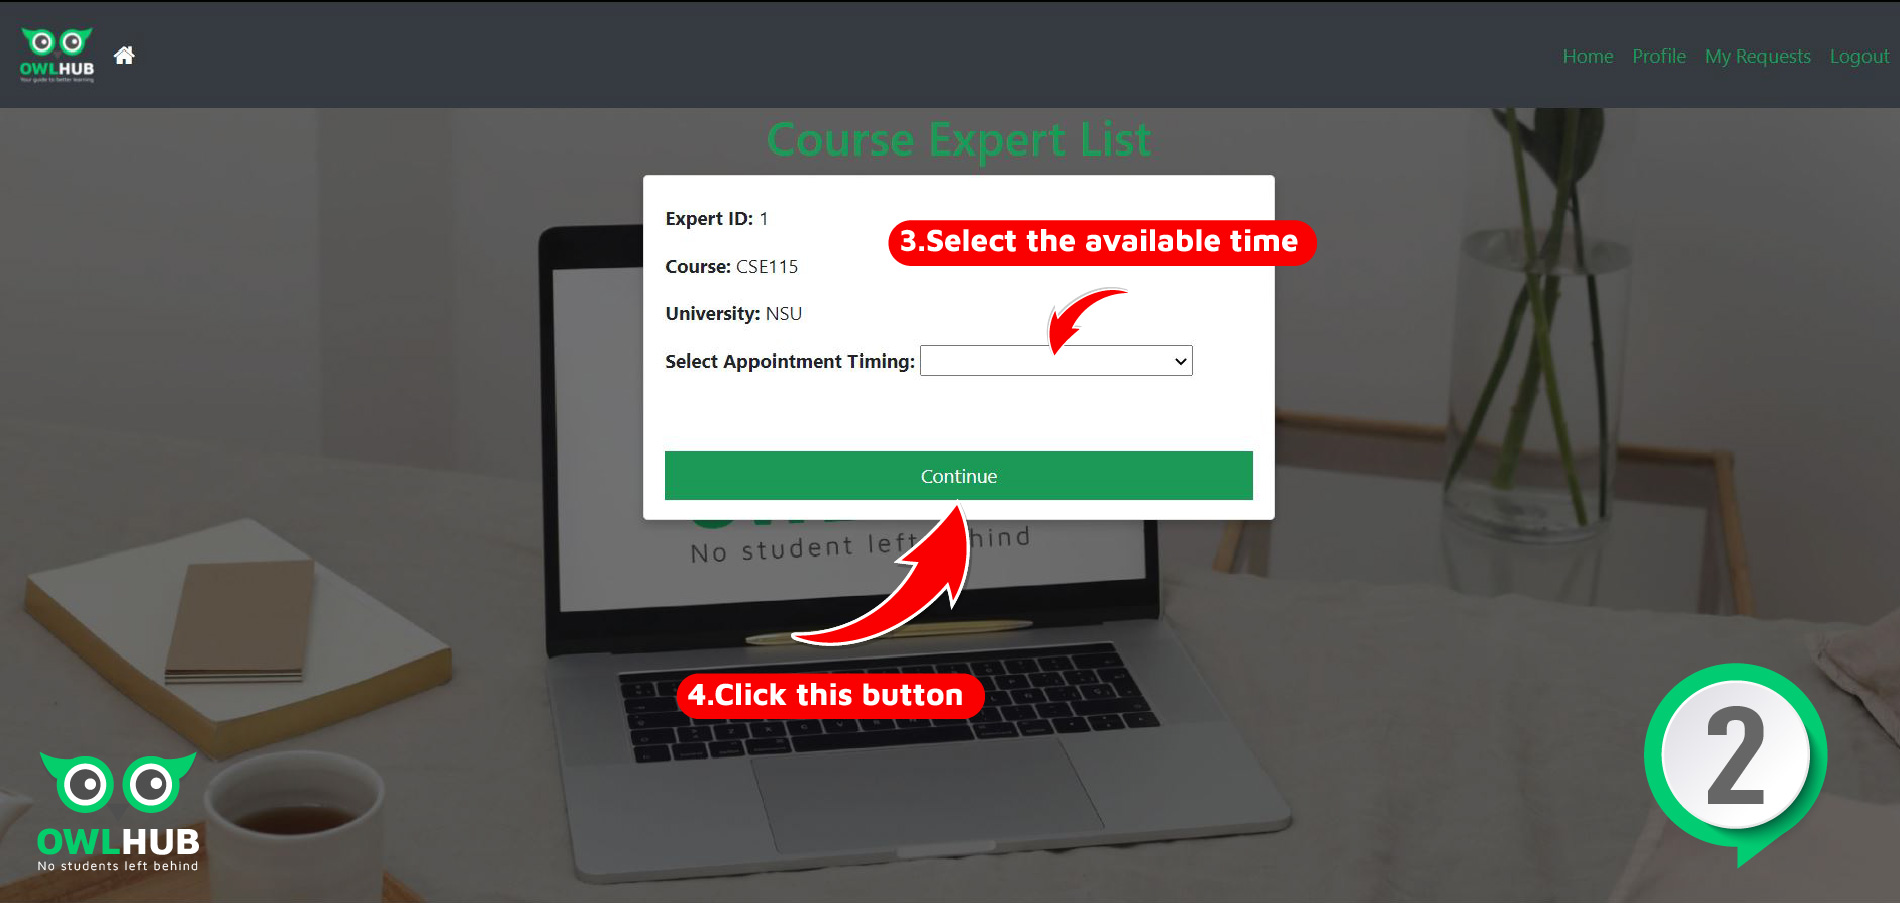 OWLHUB
Your guide to better learning
Home Profile My Requests Logout
Course Expert List
Expert ID: 1
3.Select the available time
Course: CSE115
University: NSU
Select Appointment Timing:
Continue
No student left hind
4.Click this button
2
OWLHUB
No students left behind